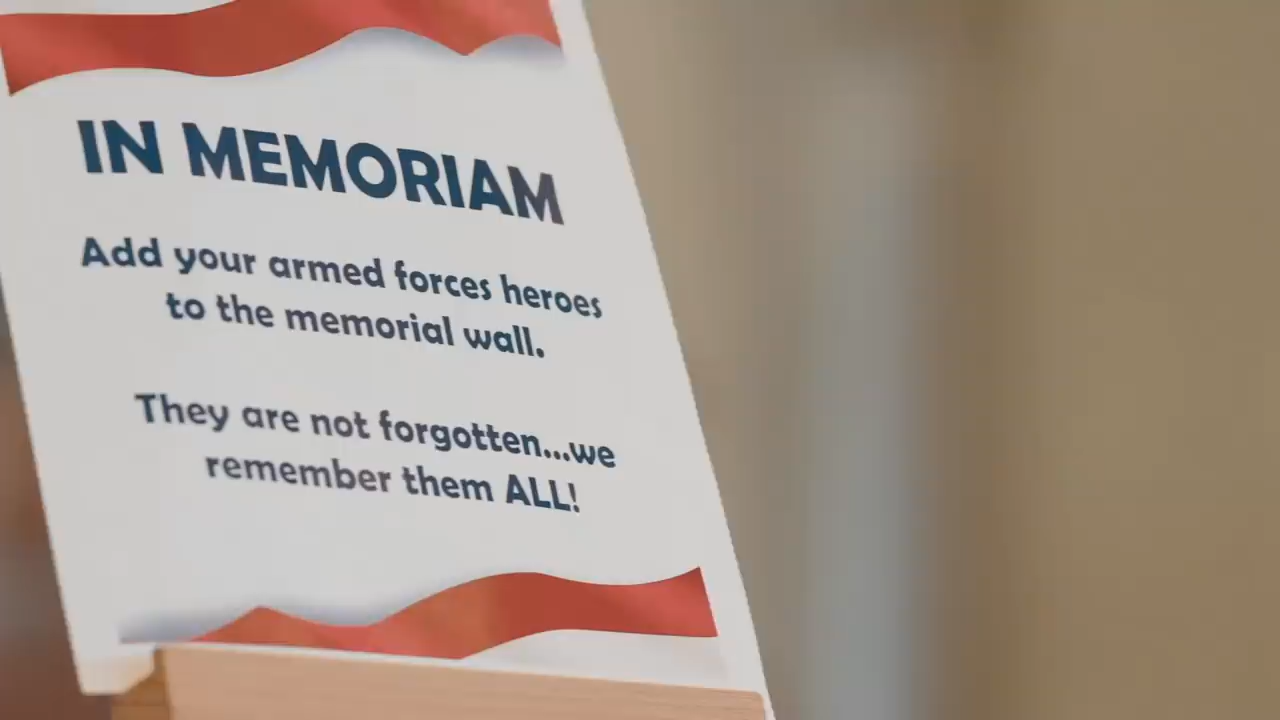 IN MEMORIAM
Add your armed forces heroes
to the memorial wall.
They are not forgotten...we
remember them ALL!